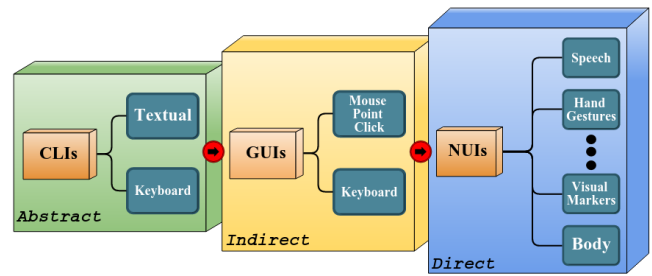 CLIs
Textual
Keyboard
Abstract
GUIs
Mouse
Point
Click
Keyboard
Indirect
NUIs
Speech
Hand
Gestures
Visual
Markers
Body
Direct